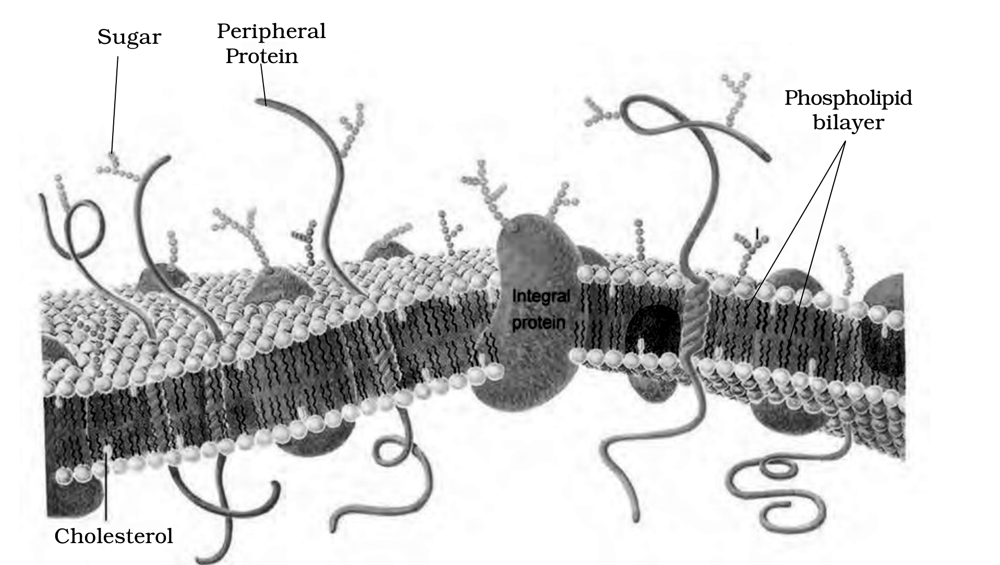 Sugar
Peripheral
Protein
Phospholipid
bilayer
Integral
protein
Cholesterol